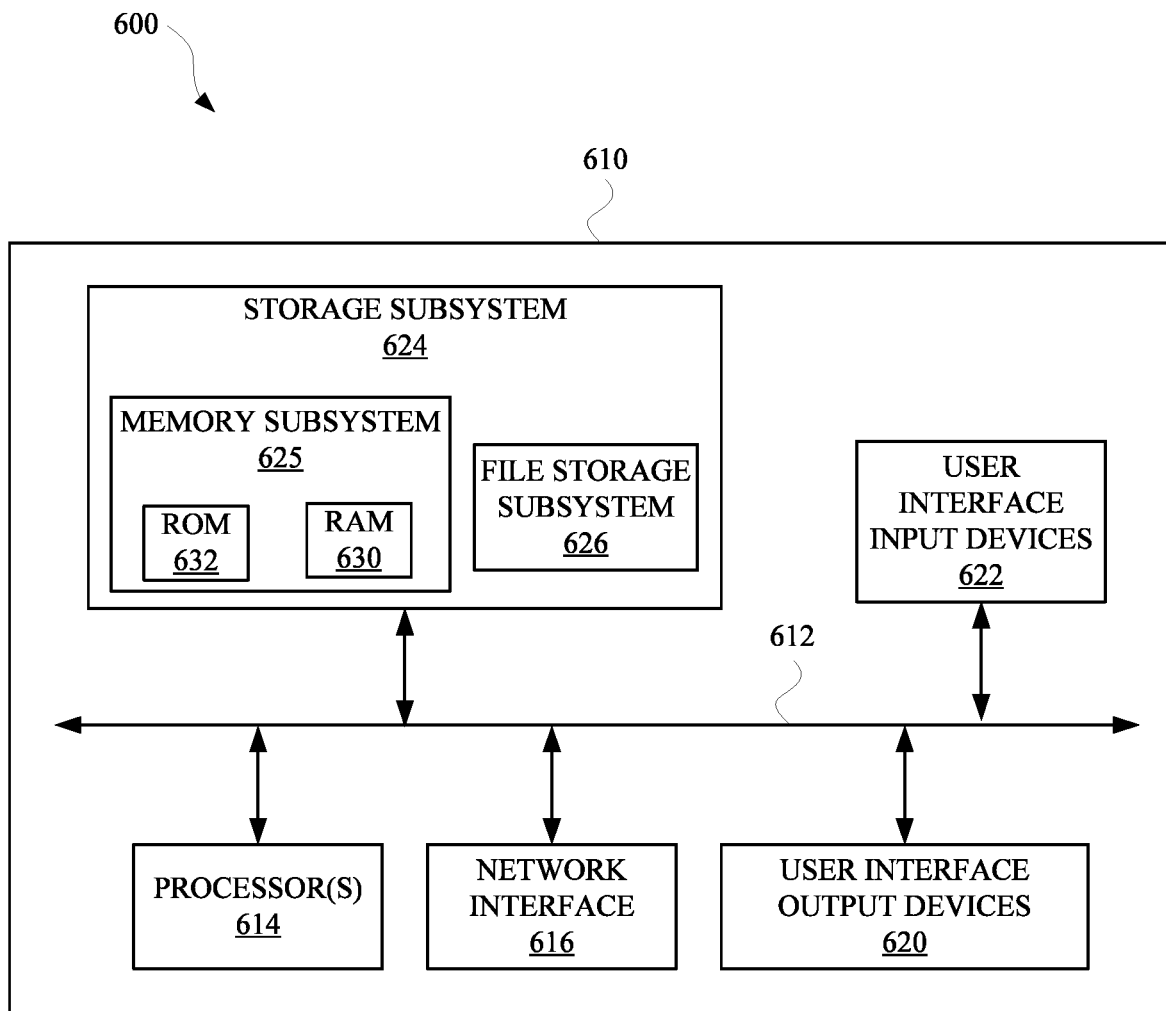 600
610
STORAGE SUBSYSTEM
624
MEMORY SUBSYSTEM
625
ROM
632
RAM
630
FILE STORAGE
SUBSYSTEM
626
USER
INTERFACE
INPUT DEVICES
622
612
PROCESSOR(S)
614
NETWORK
INTERFACE
616
USER INTERFACE
OUTPUT DEVICES
620